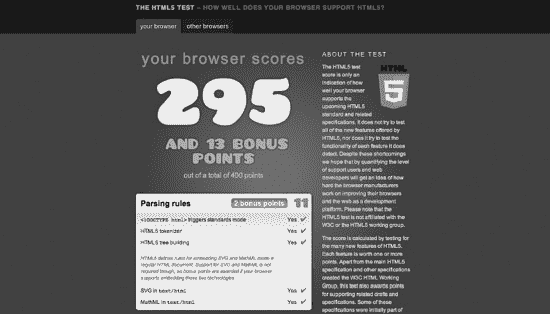 THE HTML5 TEST – HOW WELL DOES YOUR BROWSER SUPPORT HTML5?
your browser other browsers
your browser scores
295
AND 13 BONUS
POINTS
out of a total of 400 points
Parsing rules 2 bonus points 11
<!DOCTYPE html> triggers standards mode Yes ✓
HTML5 tokenizer Yes ✓
HTML5 tree building Yes ✓
HTML5 defines rules for embedding SVG and MathML inside a
regular HTML document. Support for SVG and MathML is not
required though, so bonus points are awarded if your browser
supports embedding these two technologies.
SVG in text/html Yes ✓
MathML in text/html Yes ✓
ABOUT THE TEST
HTML
5
The HTML5 test
score is only an
indication of how
well your browser
supports the
upcoming HTML5
standard and related
specifications. It does not try to test
all of the new features offered by
HTML5, nor does it try to test the
functionality of each feature it does
detect. Despite these shortcomings
we hope that by quantifying the level
of support users and web
developers will get an idea of how
hard the browser manufacturers
work on improving their browsers
and the web as a development
platform. Please note that the
HTML5 test is not affiliated with the
W3C or the HTML5 working group.
The score is calculated by testing for
the many new features of HTML5.
Each feature is worth one or more
points. Apart from the main HTML5
specification and other specifications
created the W3C HTML Working
Group, this test also awards points
for supporting related drafts and
specifications. Some of these
specifications were initially part of